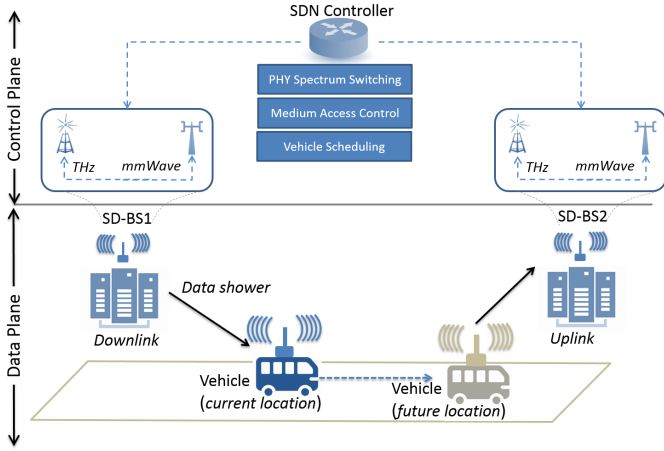 SDN Controller
Control Plane
PHY Spectrum Switching
Medium Access Control
Vehicle Scheduling
THz
mmWave
THz
mmWave
SD-BS1
SD-BS2
Data Plane
Data shower
Downlink
Uplink
Vehicle
(current location)
Vehicle
(future location)